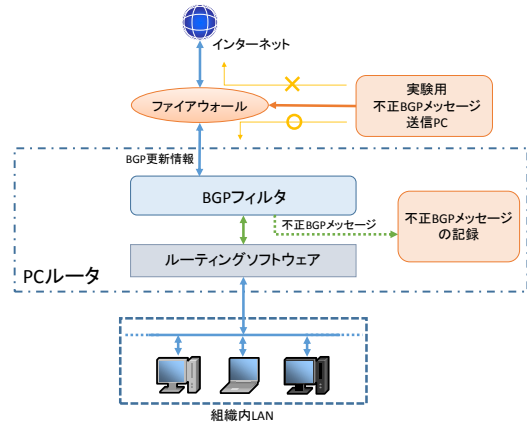 インターネット
ファイアウォール
実験用
不正BGPメッセージ
送信PC
BGP更新情報
BGPフィルタ
不正BGPメッセージ
不正BGPメッセージ
の記録
ルーティングソフトウェア
PCルータ
組織内LAN